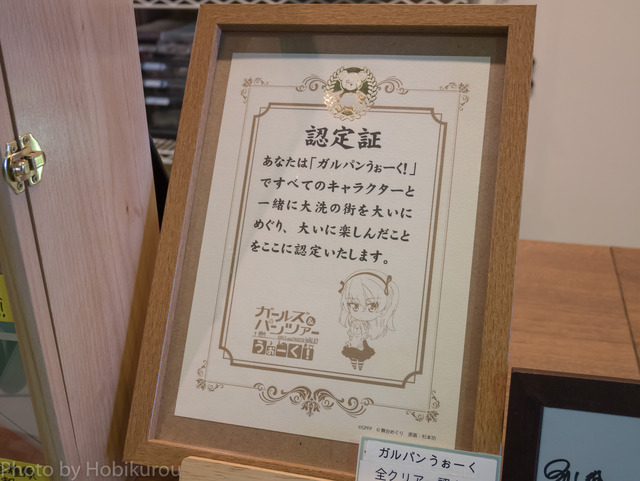 認定証
あなたは「ガルパンうぉーく!」
ですべてのキャラクターと
一緒に大洗の街を大いに
めぐり、大いに楽しんだこと
をここに認定いたします。
ガールズ&
パンツァー
うぉーく!
ガルパンうぉーく
全クリア
Photo by Hobikurou